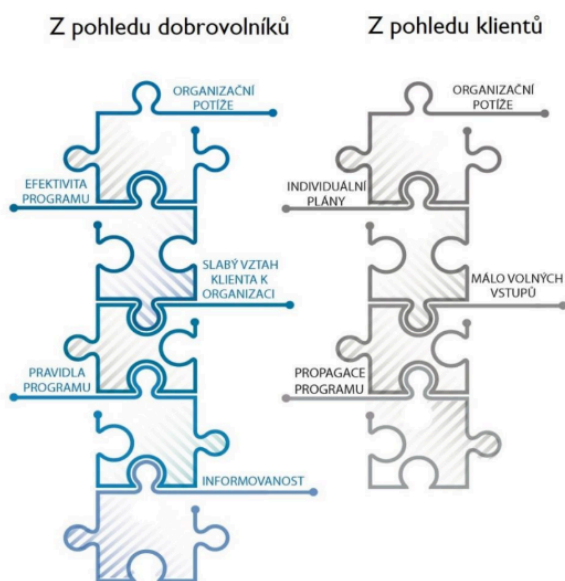 Z pohledu dobrovolníků
ORGANIZAČNÍ
POTÍŽE
EFEKTIVITA
PROGRAMU
SLABÝ VZTAH
KLIENTA K
ORGANIZACI
PRAVIDLA
PROGRAMU
INFORMOVANOST
Z pohledu klientů
ORGANIZAČNÍ
POTÍŽE
INDIVIDUÁLNÍ
PLÁNY
MÁLO VOLNÝCH
VSTUPŮ
PROPAGACE
PROGRAMU